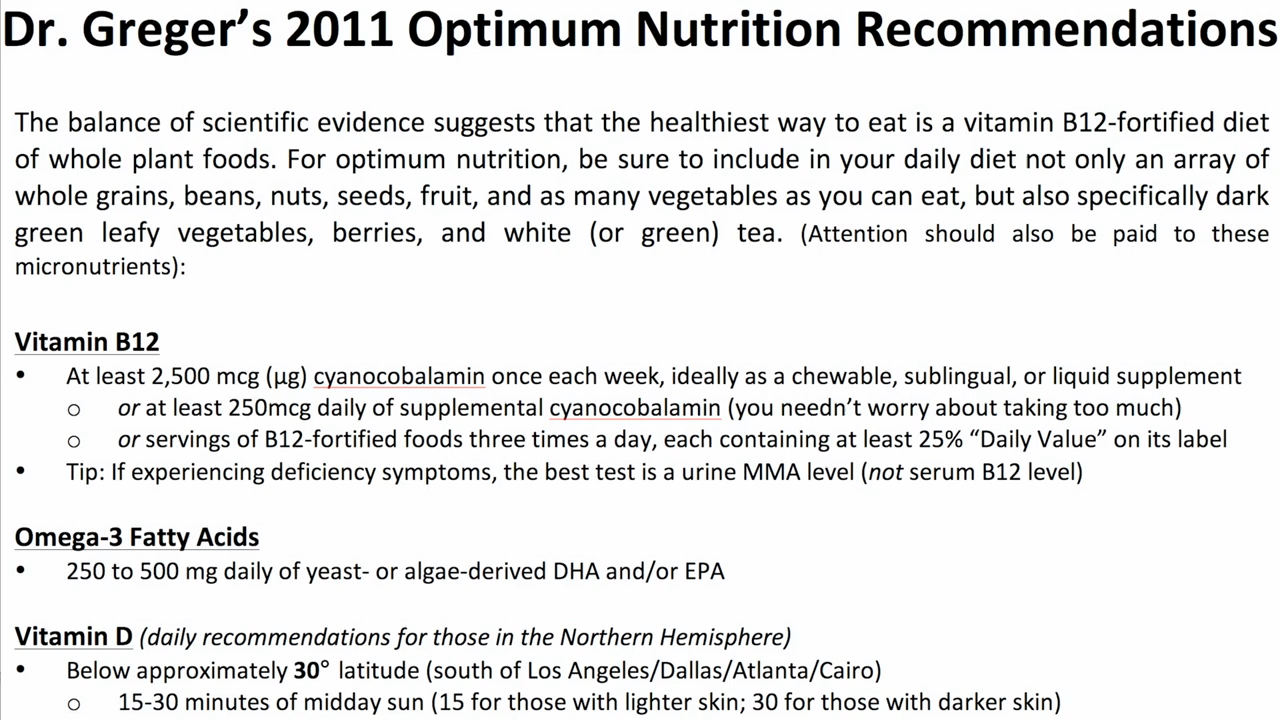 Dr. Greger's 2011 Optimum Nutrition Recommendations
The balance of scientific evidence suggests that the healthiest way to eat is a vitamin B12-fortified diet
of whole plant foods. For optimum nutrition, be sure to include in your daily diet not only an array of
whole grains, beans, nuts, seeds, fruit, and as many vegetables as you can eat, but also specifically dark
green leafy vegetables, berries, and white (or green) tea. (Attention should also be paid to these
micronutrients):
Vitamin B12
• At least 2,500 mcg (μg) cyanocobalamin once each week, ideally as a chewable, sublingual, or liquid supplement
o or at least 250mcg daily of supplemental cyanocobalamin (you needn't worry about taking too much)
o or servings of B12-fortified foods three times a day, each containing at least 25% "Daily Value" on its label
• Tip: If experiencing deficiency symptoms, the best test is a urine MMA level (not serum B12 level)
Omega-3 Fatty Acids
• 250 to 500 mg daily of yeast- or algae-derived DHA and/or EPA
Vitamin D (daily recommendations for those in the Northern Hemisphere)
• Below approximately 30° latitude (south of Los Angeles/Dallas/Atlanta/Cairo)
o 15-30 minutes of midday sun (15 for those with lighter skin; 30 for those with darker skin)